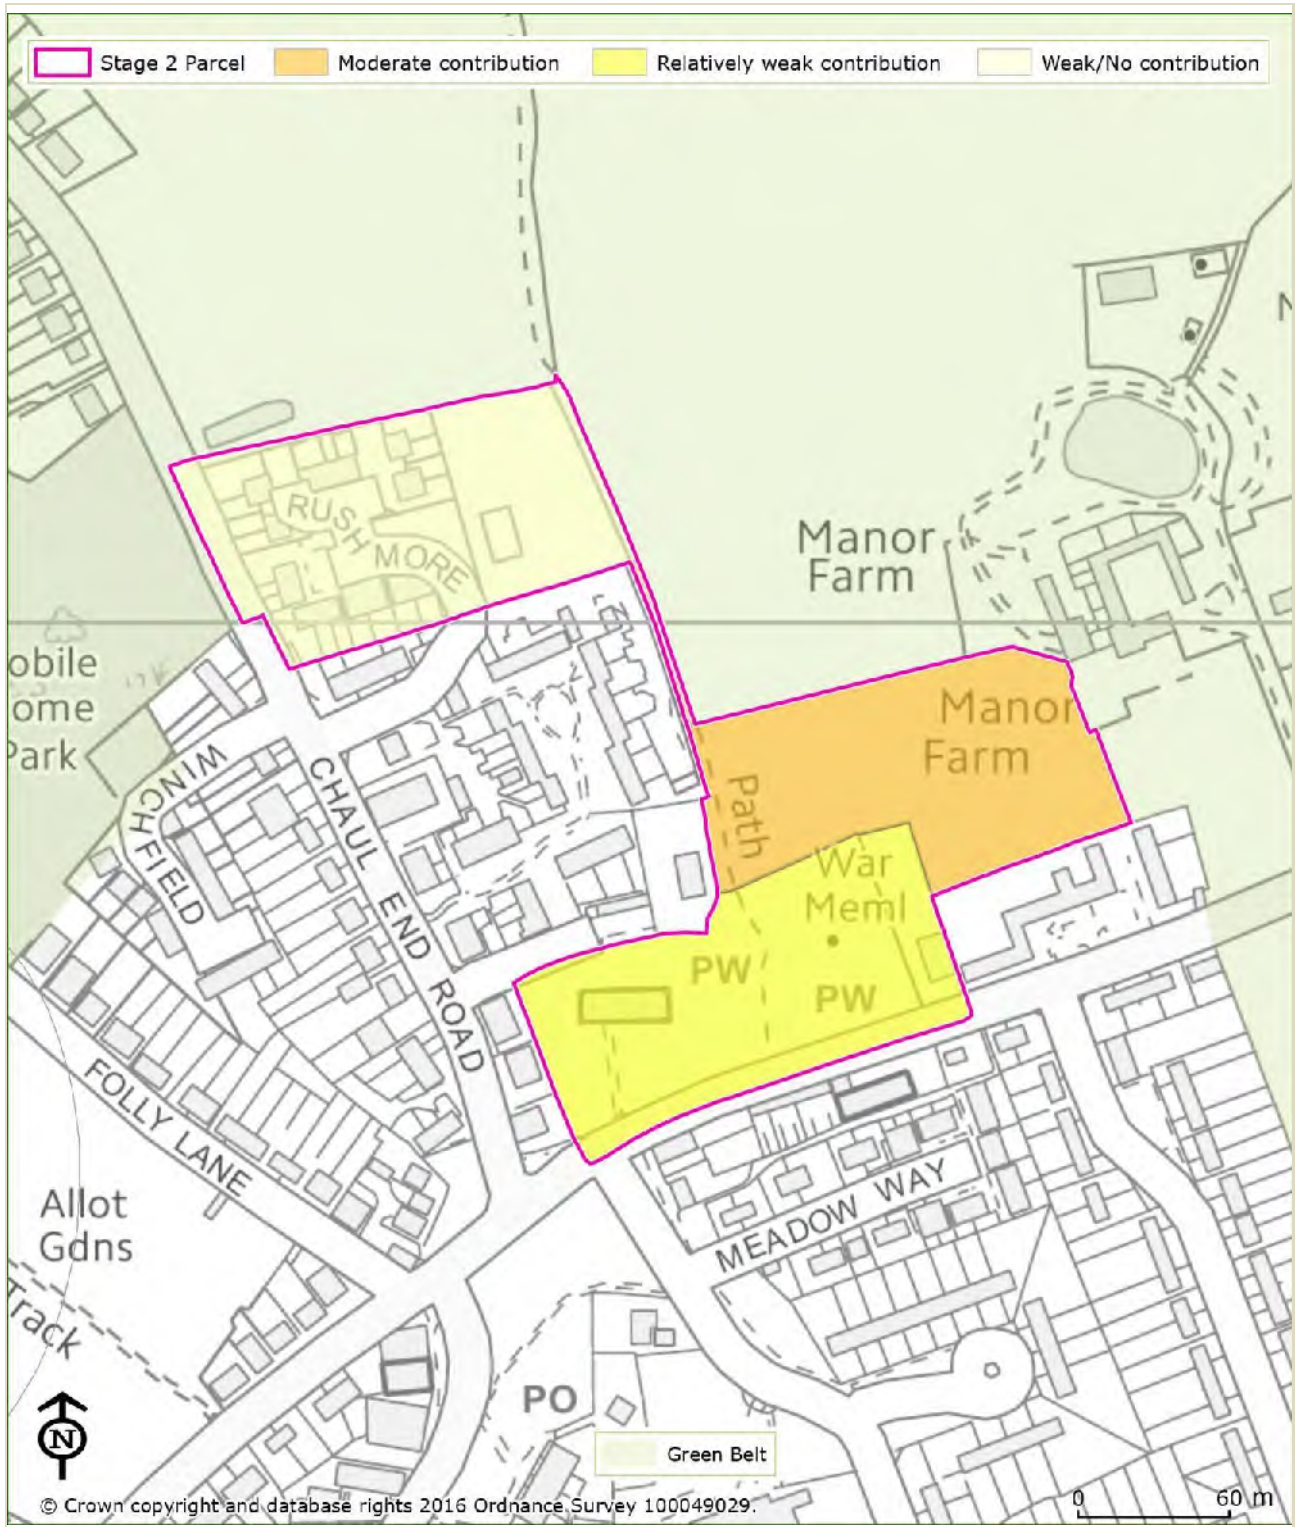 Stage 2 Parcel Moderate contribution Relatively weak contribution Weak/No contribution
Manor
Farm
RUSH MORE
obile
ome
Park
Manor
Farm
WINCHFIELD
CHAUL END ROAD
Path
War
Meml
PW
PW
FOLLY LANE
MEADOW WAY
Allot
Gdns
Track
PO
N
Green Belt
© Crown copyright and database rights 2016 Ordnance Survey 100049029.
0 60 m